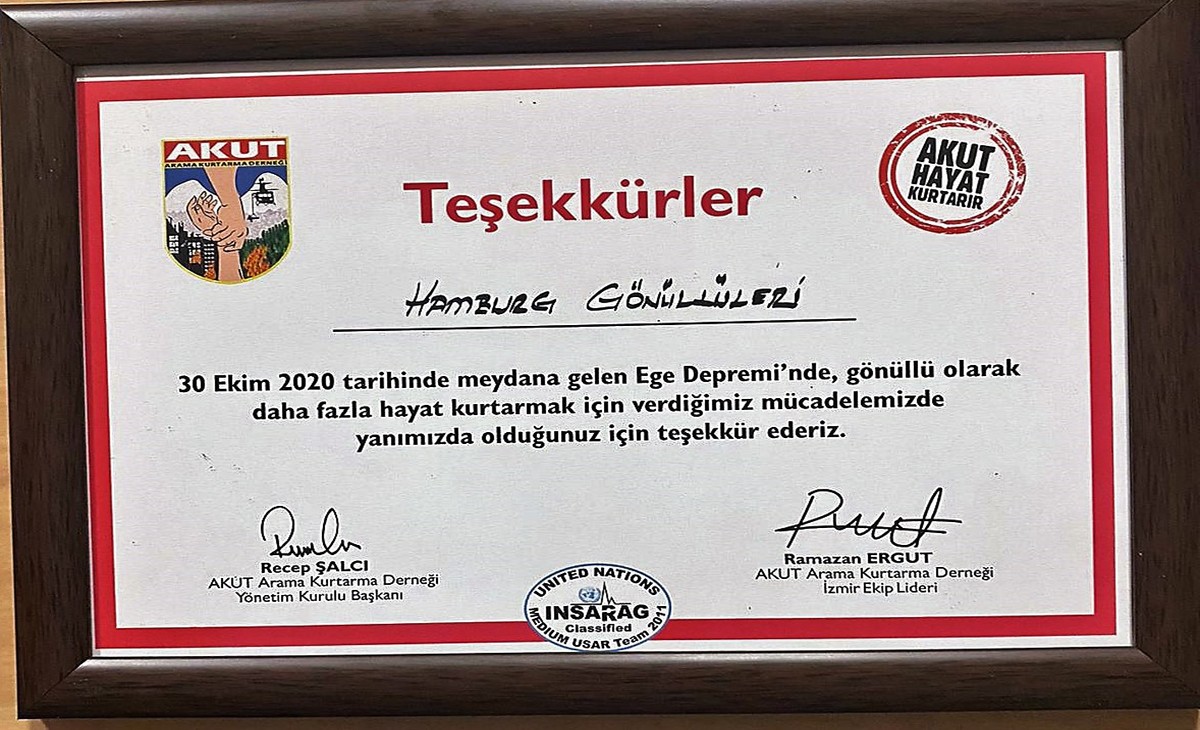 AKUT
ARAMA KURTARMA DERNEĞİ
AKUT
HAYAT
KURTARIR
Teşekkürler
HAMBURG GÖNÜLLÜLERİ
30 Ekim 2020 tarihinde meydana gelen Ege Depremi'nde, gönüllü olarak
daha fazla hayat kurtarmak için verdiğimiz mücadelemizde
yanımızda olduğunuz için teşekkür ederiz.
Recep ŞALCI
AKUT Arama Kurtarma Derneği
Yönetim Kurulu Başkanı
Ramazan ERGUT
AKUT Arama Kurtarma Derneği
İzmir Ekip Lideri
UNITED NATIONS
INSARAG
Classified
MEDIUM USAR Team 2011